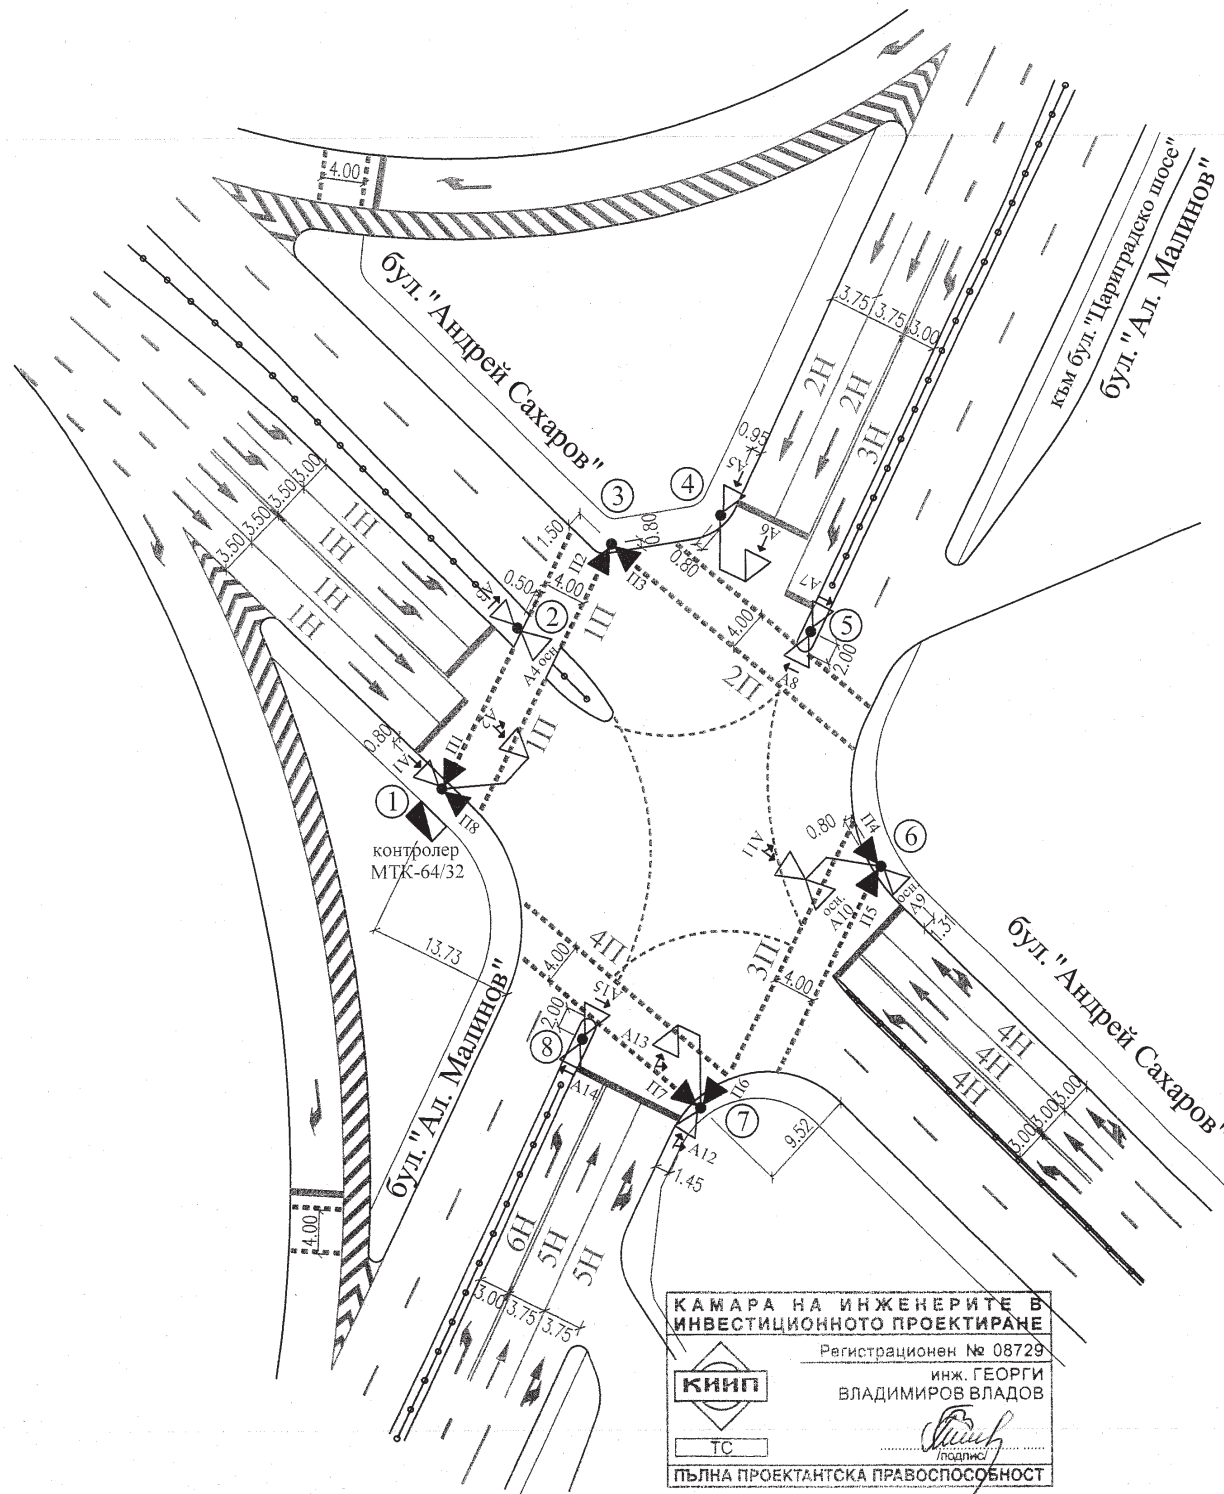 4.00
бул. "Андрей Сахаров"
към бул. "Цариградско шосе"
бул. "Ал. Малинов"
3.75
3.75
3.00
2Н
2Н
3Н
0.95
А5
А6
А7
3.50
3.50
3.50
3.00
1Н
1Н
1Н
1Н
3
4
1.50
0.80
0.80
П2
П3
0.50
4.00
2
1П
А4 осн.
4.00
2П
5
2.00
А8
0.80
А1
П1
А2
1П
1
П8
контролер
МТК-64/32
13.73
бул. "Ал. Малинов"
0.80
П4
6
А11
осн.
А10
П5
осн.
А9
3П
4.00
4П
4.00
А15
2.00
8
А13
А14
П7
П6
7
А12
1.45
9.52
бул. "Андрей Сахаров"
4Н
4Н
4Н
3.00
3.00
3.00
6Н
5Н
5Н
3.00
3.75
3.75
4.00
КАМАРА НА ИНЖЕНЕРИТЕ В
ИНВЕСТИЦИОННОТО ПРОЕКТИРАНЕ
Регистрационен № 08729
инж. ГЕОРГИ
ВЛАДИМИРОВ ВЛАДОВ
КИИП
ТС
/подпис/
ПЪЛНА ПРОЕКТАНТСКА ПРАВОСПОСОБНОСТ